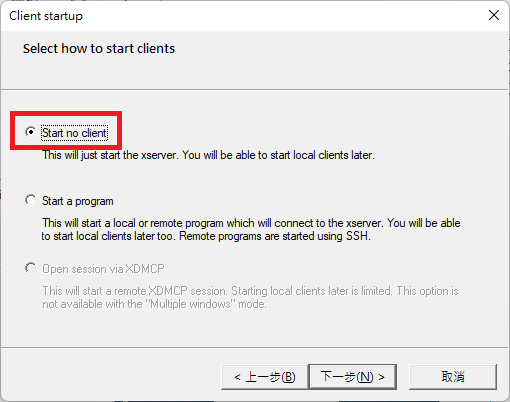 Client startup
Select how to start clients
Start no client
This will just start the xserver. You will be able to start local clients later.
Start a program
This will start a local or remote program which will connect to the xserver. You will be able
to start local clients later too. Remote programs are started using SSH.
Open session via XDMCP
This will start a remote XDMCP session. Starting local clients later is limited. This option is
not available with the "Multiple windows" mode.
< 上一步(B)
下一步(N) >
取消